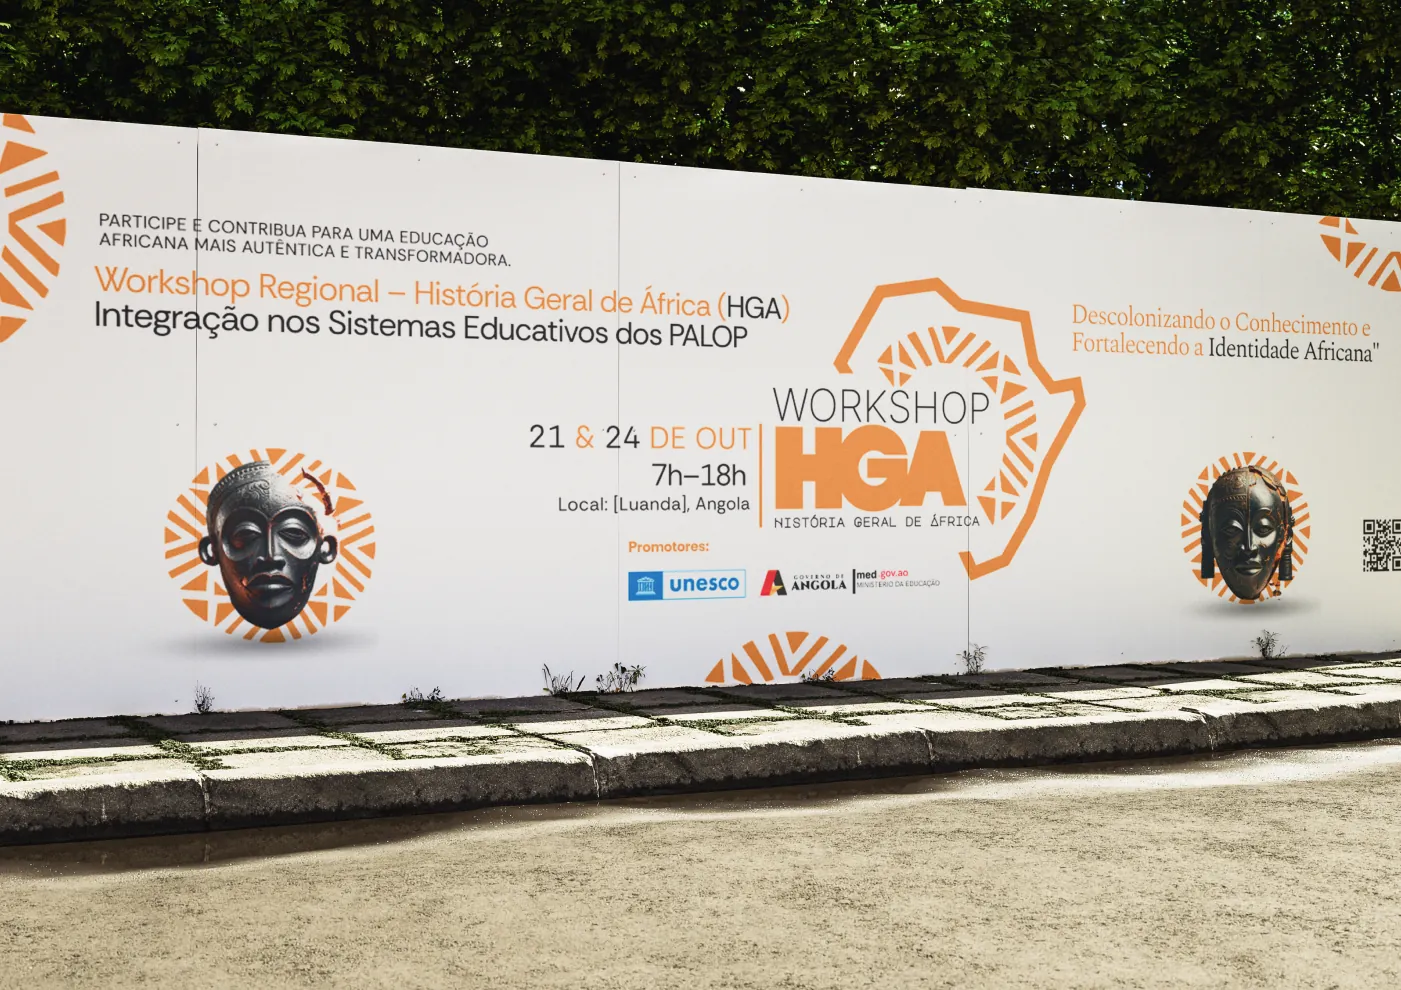 PARTICIPE E CONTRIBUA PARA UMA EDUCAÇÃO
AFRICANA MAIS AUTÊNTICA E TRANSFORMADORA.
Workshop Regional – História Geral de África (HGA)
Integração nos Sistemas Educativos dos PALOP
21 & 24 DE OUT
7h–18h
Local: [Luanda], Angola
WORKSHOP
HGA
HISTÓRIA GERAL DE ÁFRICA
Promotores:
unesco
GOVERNO DE
ANGOLA
med.gov.ao
MINISTÉRIO DA EDUCAÇÃO
Descolonizando o Conhecimento e
Fortalecendo a Identidade Africana"